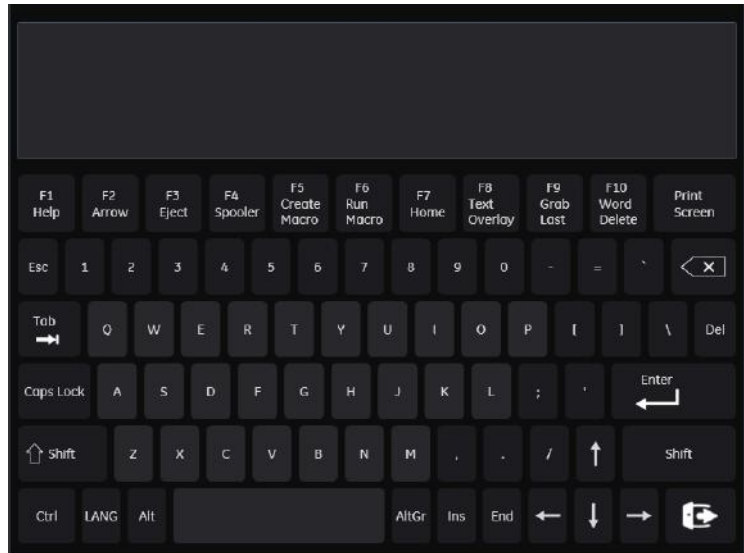 F1 F2 F3 F4 F5 F6 F7 F8 F9 F10 Print
Help Arrow Eject Spooler Create Run Home Text Grab Word Screen
Macro Macro Overlay Last Delete
Esc 1 2 3 4 5 6 7 8 9 0 - = `
Tab Q W E R T Y U I O P [ ] \ Del
Caps Lock A S D F G H J K L ; ' Enter
Shift Z X C V B N M , . / Shift
Ctrl LANG Alt AltGr Ins End